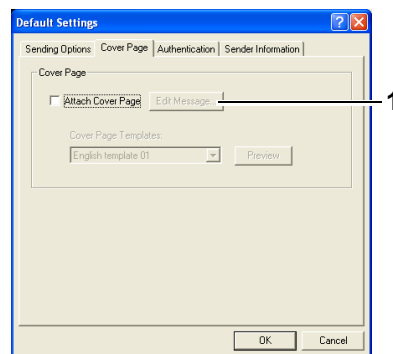 Default Settings
Sending Options Cover Page Authentication Sender Information
Cover Page
Attach Cover Page Edit Message... 1
Cover Page Templates:
English template 01 Preview
OK Cancel